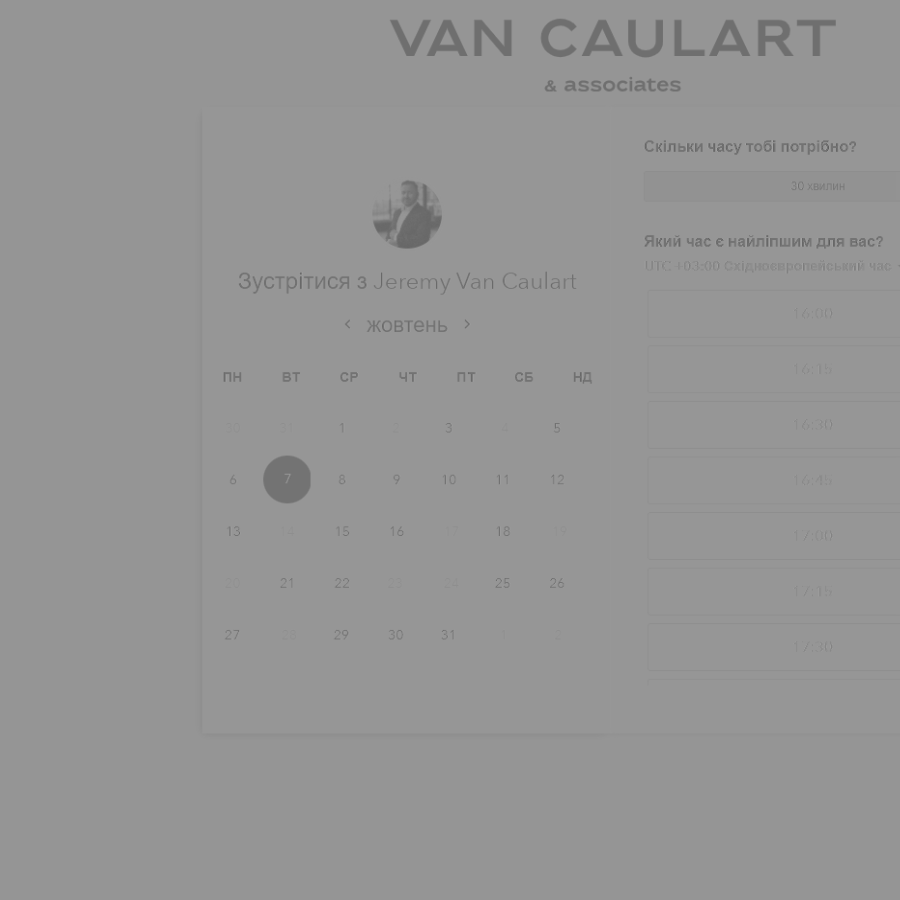 VAN CAULART
& associates
Зустрітися з Jeremy Van Caulart
жовтень
ПН ВТ СР ЧТ ПТ СБ НД
30 31 1 2 3 4 5
6 7 8 9 10 11 12
13 14 15 16 17 18 19
20 21 22 23 24 25 26
27 28 29 30 31 1 2
Скільки часу тобі потрібно?
30 хвилин
Який час є найліпшим для вас?
UTC +03:00 Східноєвропейський час
16:00
16:15
16:30
16:45
17:00
17:15
17:30